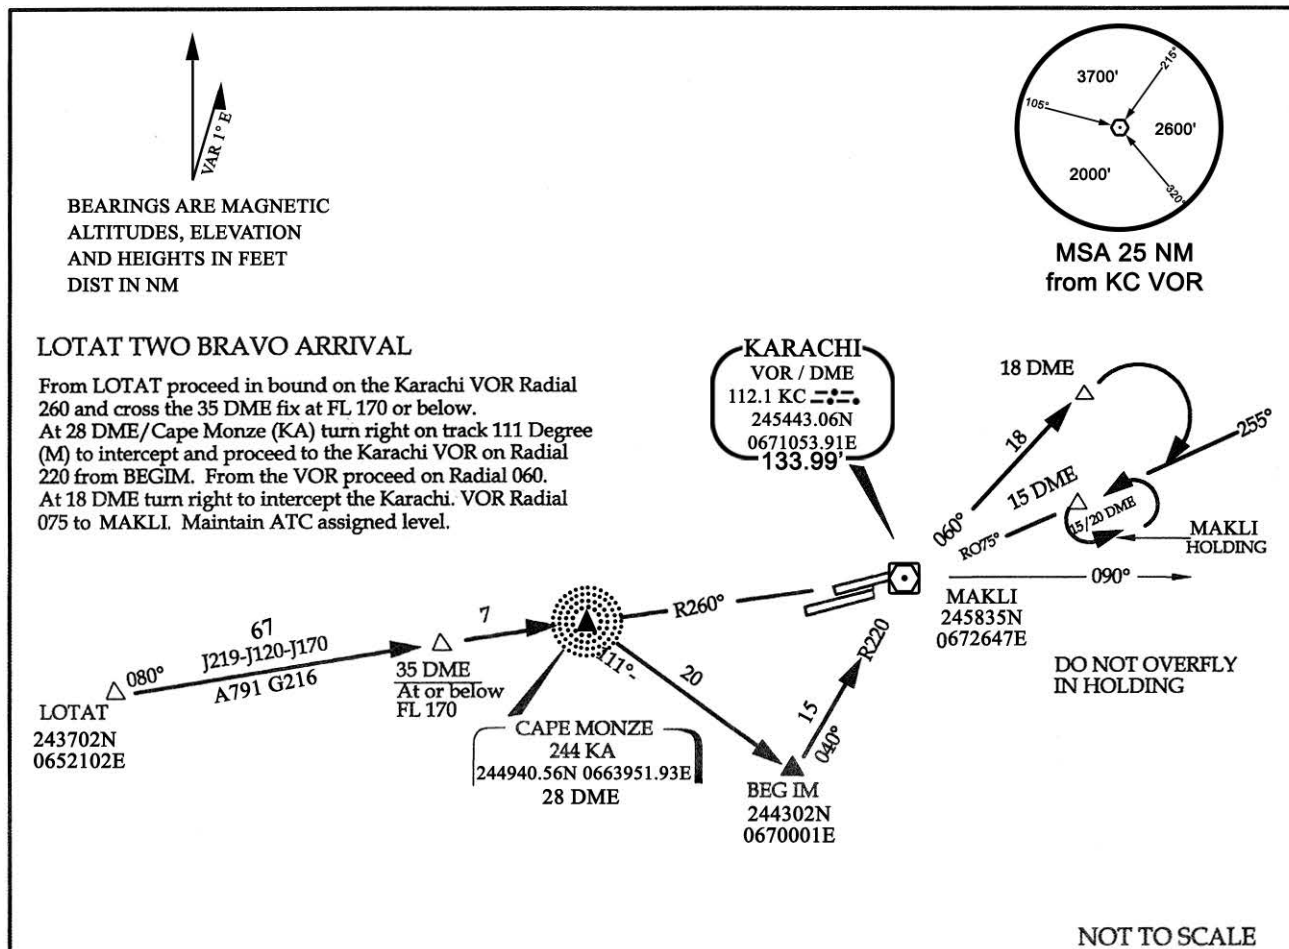 VAR 1° E
BEARINGS ARE MAGNETIC
ALTITUDES, ELEVATION
AND HEIGHTS IN FEET
DIST IN NM
3700'
215°
105°
2600'
2000'
320°
MSA 25 NM
from KC VOR
LOTAT TWO BRAVO ARRIVAL
From LOTAT proceed in bound on the Karachi VOR Radial
260 and cross the 35 DME fix at FL 170 or below.
At 28 DME/Cape Monze (KA) turn right on track 111 Degree
(M) to intercept and proceed to the Karachi VOR on Radial
220 from BEGIM. From the VOR proceed on Radial 060.
At 18 DME turn right to intercept the Karachi. VOR Radial
075 to MAKLI. Maintain ATC assigned level.
KARACHI
VOR / DME
112.1 KC
245443.06N
0671053.91E
133.99'
18 DME
18
060°
255°
15 DME
15/20 DME
RO75°
MAKLI
HOLDING
090°
MAKLI
245835N
0672647E
DO NOT OVERFLY
IN HOLDING
R260°
7
67
J219-J120-J170
080°
A791 G216
LOTAT
243702N
0652102E
35 DME
At or below
FL 170
111°-
20
R220
15
040°
CAPE MONZE
244 KA
244940.56N 0663951.93E
28 DME
BEG IM
244302N
0670001E
NOT TO SCALE